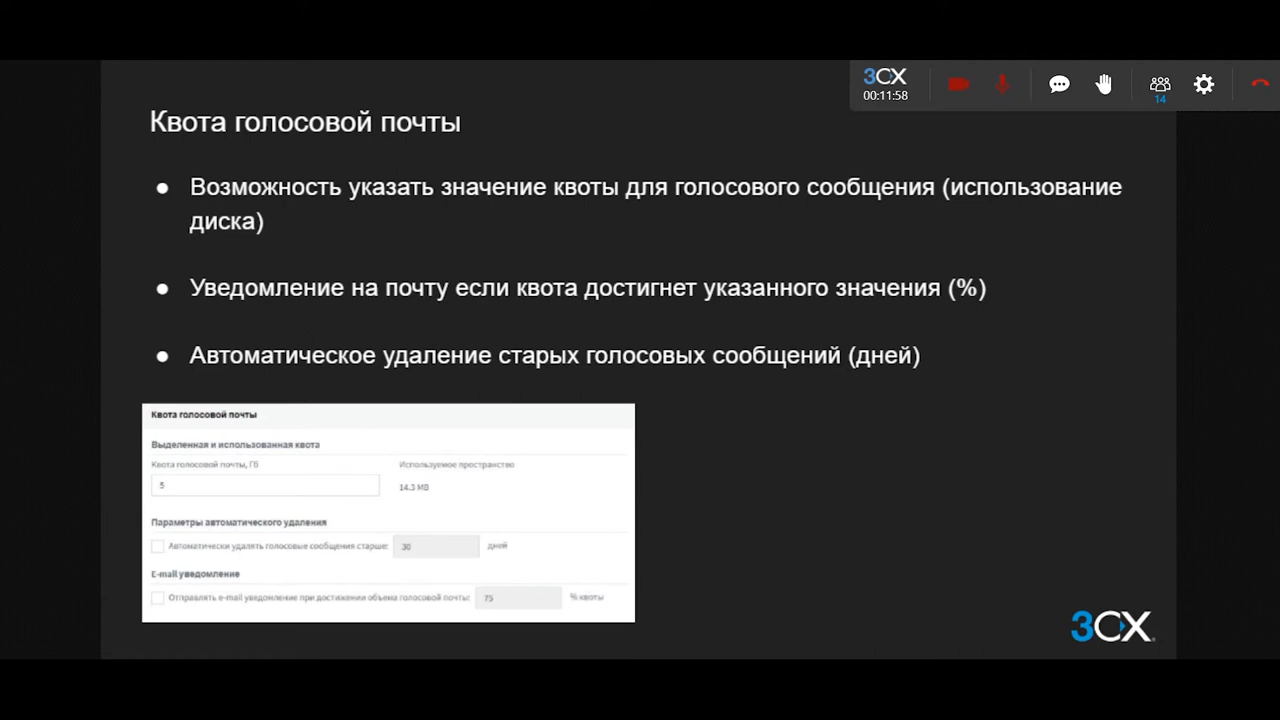 3CX
00:11:58
14
Квота голосовой почты
● Возможность указать значение квоты для голосового сообщения (использование
диска)
● Уведомление на почту если квота достигнет указанного значения (%)
● Автоматическое удаление старых голосовых сообщений (дней)
Квота голосовой почты
Выделенная и использованная квота
Квота голосовой почты, Гб Используемое пространство
5 14.3 MB
Параметры автоматического удаления
Автоматически удалять голосовые сообщения старше: 30 дней
E-mail уведомление
Отправлять e-mail уведомление при достижении объема голосовой почты: 75 % квоты
3CX